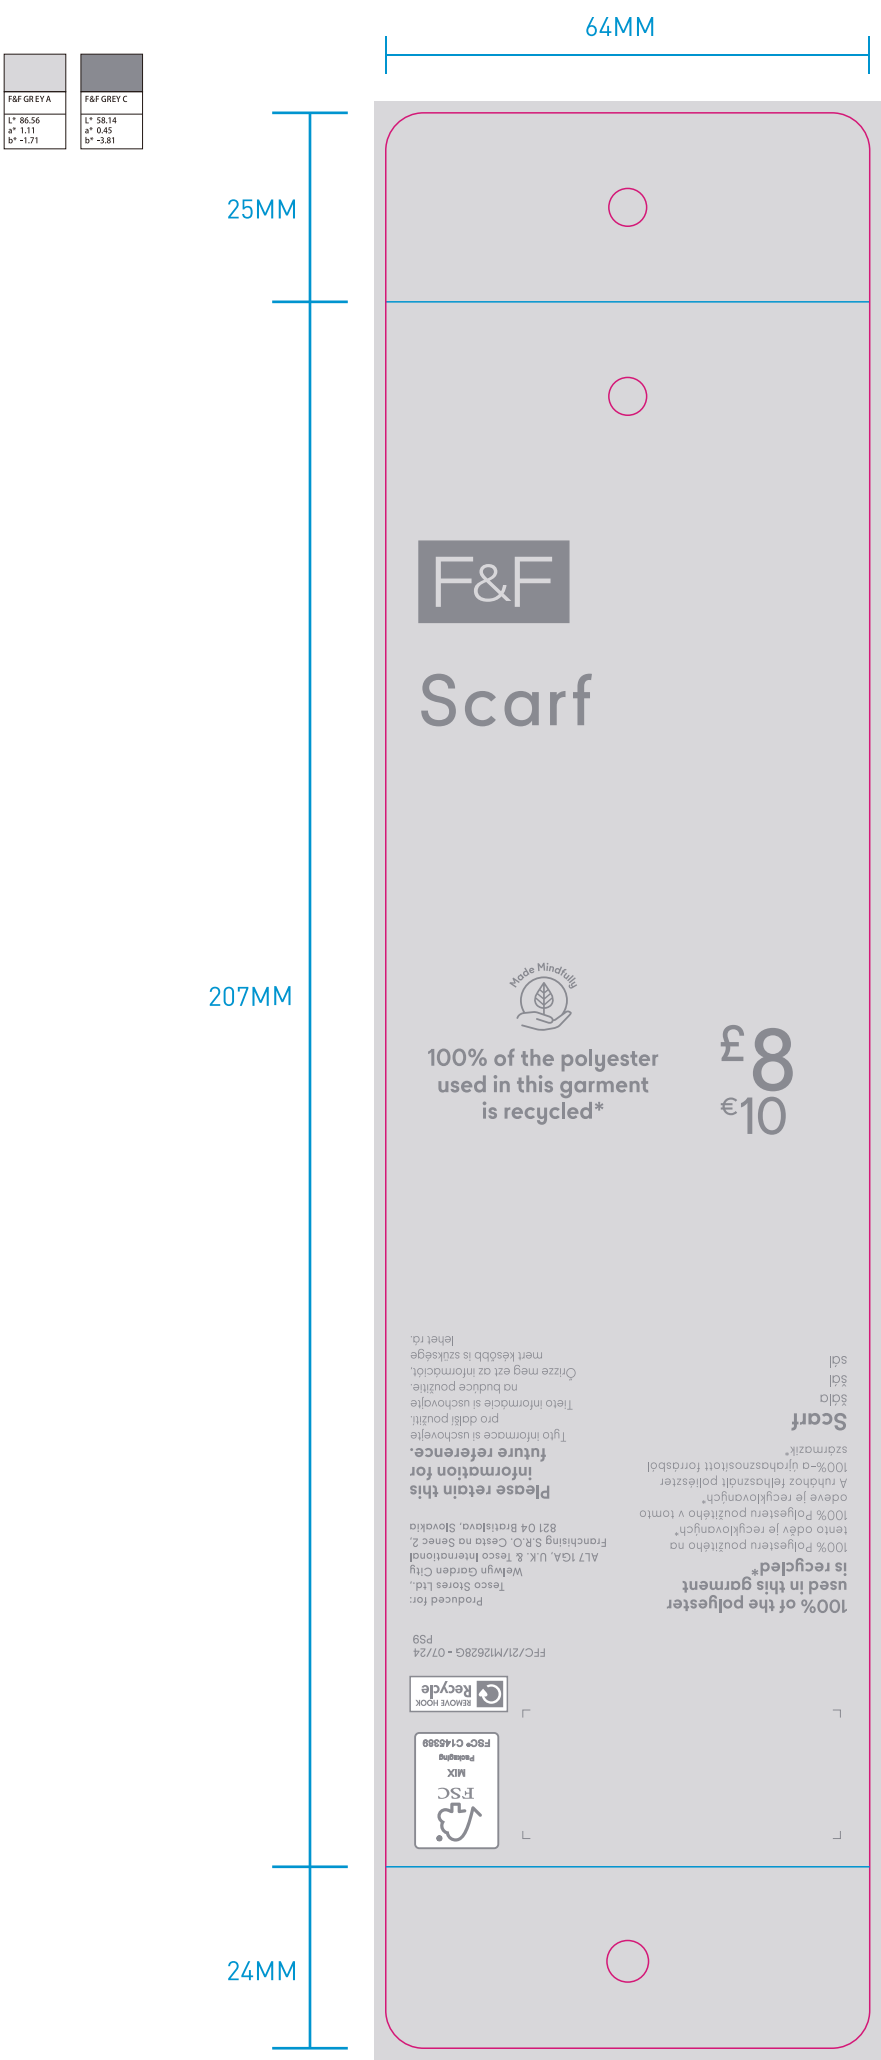 64MM
F&F GREY A
L* 86.56
a* 1.11
b* -1.71
F&F GREY C
L* 58.14
a* 0.45
b* -3.81
25MM
207MM
24MM
F&F
Scarf
Made Mindfully
100% of the polyester
used in this garment
is recycled*
£8
€10
FSC
MIX
Packaging
FSC® C145389
REMOVE HOOK
Recycle
FFC/21/M12628G - 07/24
PS9
100% of the polyester
used in this garment
is recycled*
100% Polyesteru použitého na
tento oděv je recyklovaných*
100% Polyesteru použitého v tomto
odeve je recyklovaných*
A ruhához felhasznált poliészter
100%-a újrahasznosított forrásból
származik*
Scarf
šála
šál
sál
Produced for:
Tesco Stores Ltd.,
Welwyn Garden City
AL7 1GA, U.K. & Tesco International
Franchising S.R.O. Cesta na Senec 2,
821 04 Bratislava, Slovakia
Please retain this
information for
future reference.
Tyto informace si uschovejte
pro další použití.
Tieto informácie si uschovajte
na budúce použitie.
Őrizze meg ezt az információt,
mert később is szüksége
lehet rá.